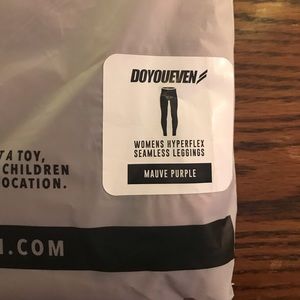 DOYOUEVEN
WOMENS HYPERFLEX
SEAMLESS LEGGINGS
MAUVE PURPLE
A TOY,
CHILDREN
OCATION.
.COM